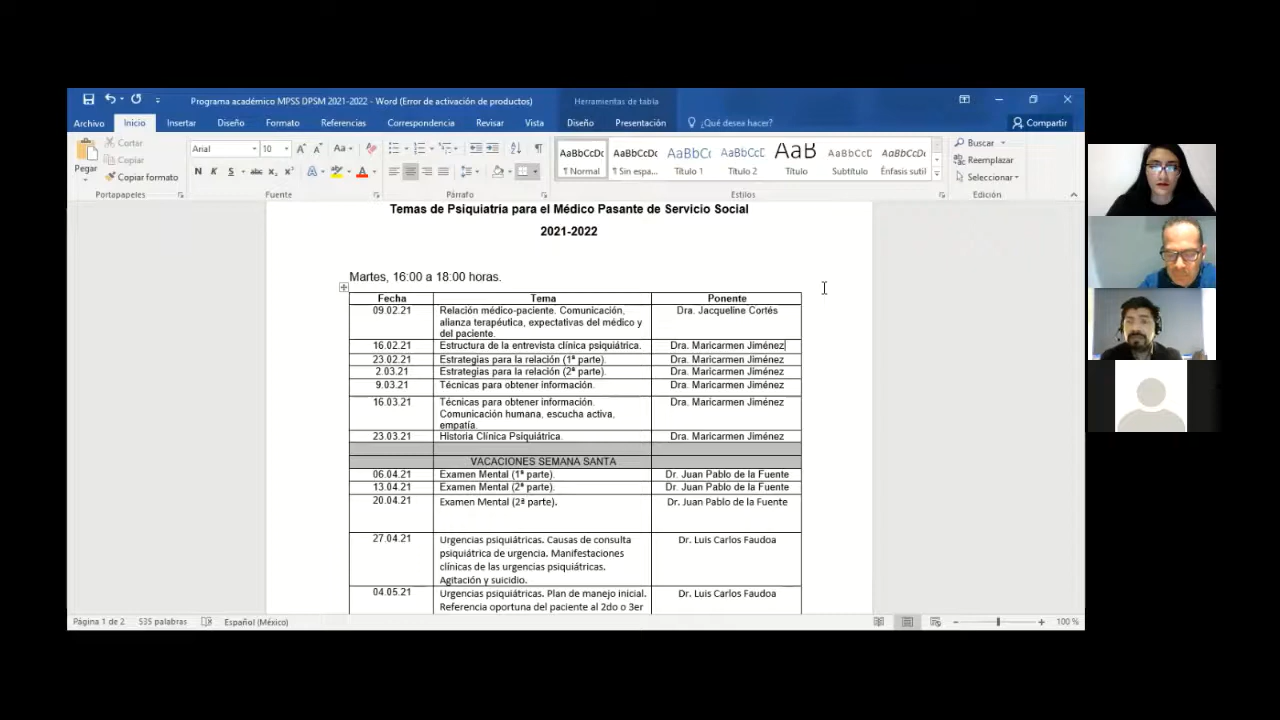 Programa académico MPSS DPSM 2021-2022 - Word (Error de activación de productos)
Herramientas de tabla
Archivo Inicio Insertar Diseño Formato Referencias Correspondencia Revisar Vista Diseño Presentación ¿Qué desea hacer? Compartir
Pegar
Cortar
Copiar
Copiar formato
Portapapeles
Arial 10
N K S abc x₂ x²
Fuente
Párrafo
AaBbCcDc AaBbCcDc AaBbCc AaBbCcD AaB AaBbCcD AaBbCcDc
¶ Normal ¶ Sin espa... Título 1 Título 2 Título Subtítulo Énfasis sutil
Estilos
Buscar
Reemplazar
Seleccionar
Edición
Temas de Psiquiatría para el Médico Pasante de Servicio Social
2021-2022
Martes, 16:00 a 18:00 horas.
Fecha Tema Ponente
09.02.21 Relación médico-paciente. Comunicación, Dra. Jacqueline Cortés
alianza terapéutica, expectativas del médico y
del paciente.
16.02.21 Estructura de la entrevista clínica psiquiátrica. Dra. Maricarmen Jiménez
23.02.21 Estrategias para la relación (1ª parte). Dra. Maricarmen Jiménez
2.03.21 Estrategias para la relación (2ª parte). Dra. Maricarmen Jiménez
9.03.21 Técnicas para obtener información. Dra. Maricarmen Jiménez
16.03.21 Técnicas para obtener información. Dra. Maricarmen Jiménez
Comunicación humana, escucha activa,
empatía.
23.03.21 Historia Clínica Psiquiátrica. Dra. Maricarmen Jiménez
VACACIONES SEMANA SANTA
06.04.21 Examen Mental (1ª parte). Dr. Juan Pablo de la Fuente
13.04.21 Examen Mental (2ª parte). Dr. Juan Pablo de la Fuente
20.04.21 Examen Mental (2ª parte). Dr. Juan Pablo de la Fuente
27.04.21 Urgencias psiquiátricas. Causas de consulta Dr. Luis Carlos Faudoa
psiquiátrica de urgencia. Manifestaciones
clínicas de las urgencias psiquiátricas.
Agitación y suicidio.
04.05.21 Urgencias psiquiátricas. Plan de manejo inicial. Dr. Luis Carlos Faudoa
Referencia oportuna del paciente al 2do o 3er
Página 1 de 2 535 palabras Español (México) 100 %